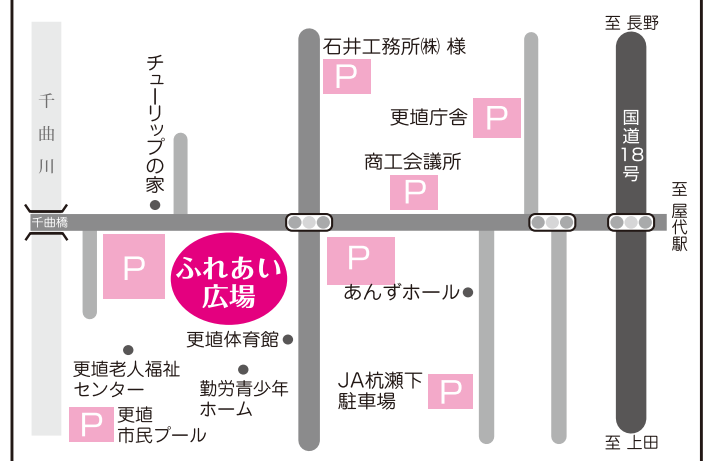 至 長野
石井工務所㈱ 様
P
チューリップの家
千曲川
更埴庁舎
P
国道18号
商工会議所
P
至 屋代駅
千曲橋
P
ふれあい
広場
P
あんずホール
更埴体育館
更埴老人福祉
センター
勤労青少年
ホーム
JA杭瀬下
駐車場
P
P
更埴
市民プール
至 上田